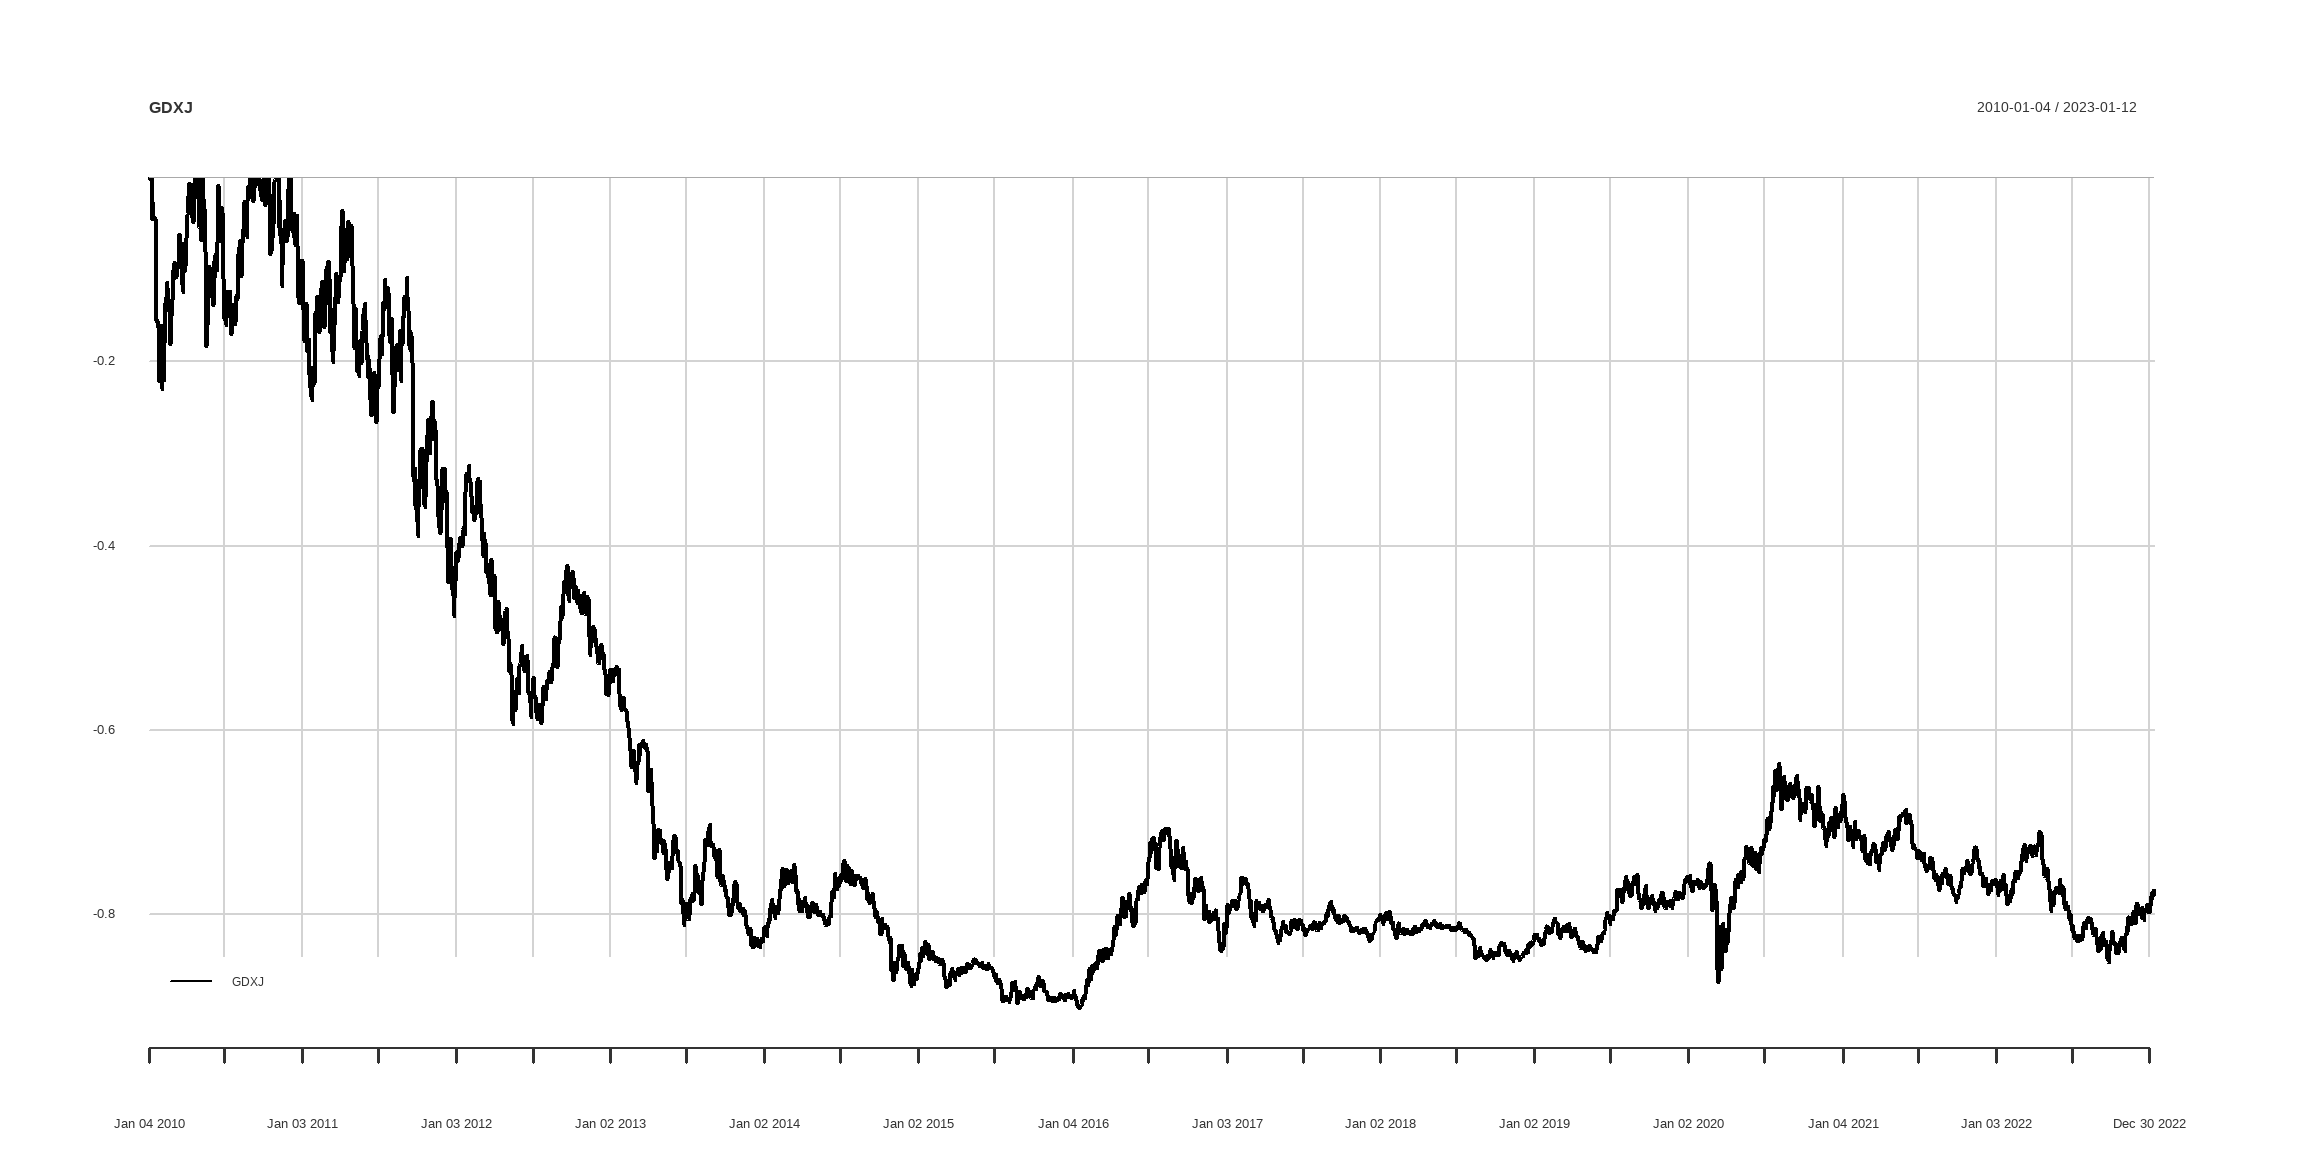 GDXJ
2010-01-04 / 2023-01-12
-0.2
-0.4
-0.6
-0.8
GDXJ
Jan 04 2010
Jan 03 2011
Jan 03 2012
Jan 02 2013
Jan 02 2014
Jan 02 2015
Jan 04 2016
Jan 03 2017
Jan 02 2018
Jan 02 2019
Jan 02 2020
Jan 04 2021
Jan 03 2022
Dec 30 2022